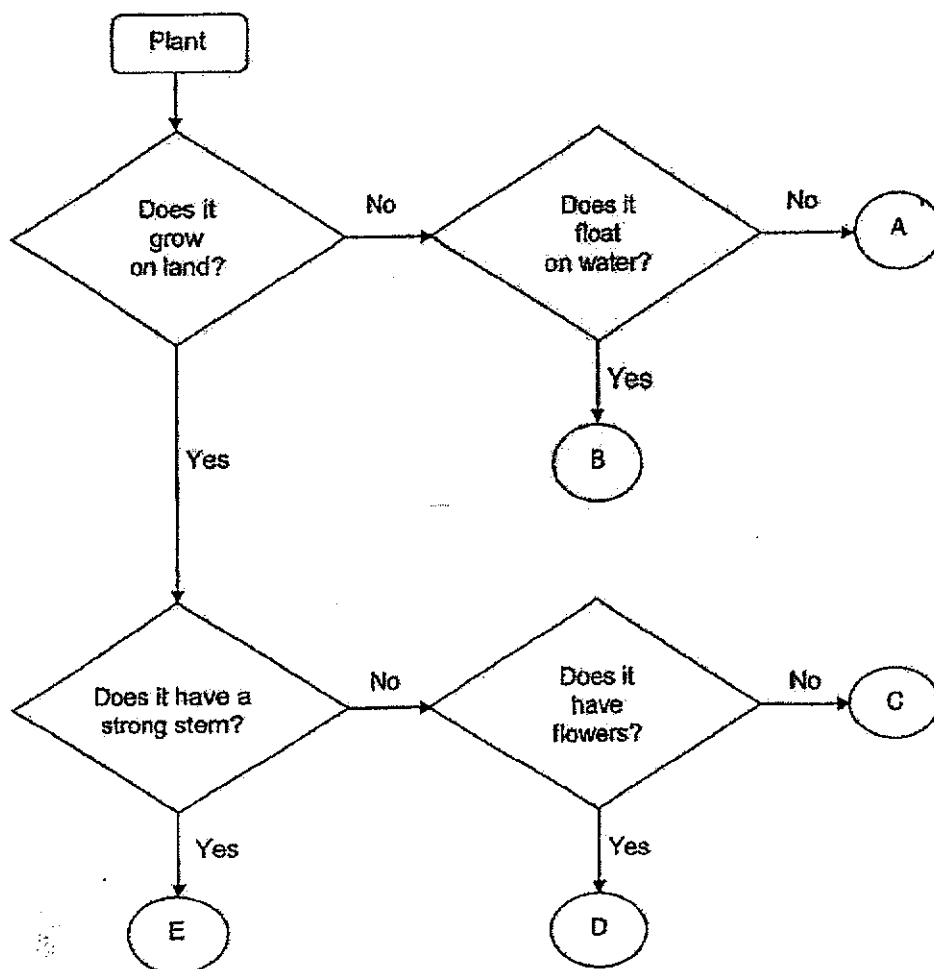 Plant
Does it
grow
on land?
No
Does it
float
on water?
No
A
Yes
B
Yes
Does it have a
strong stem?
No
Does it
have
flowers?
No
C
Yes
E
Yes
D